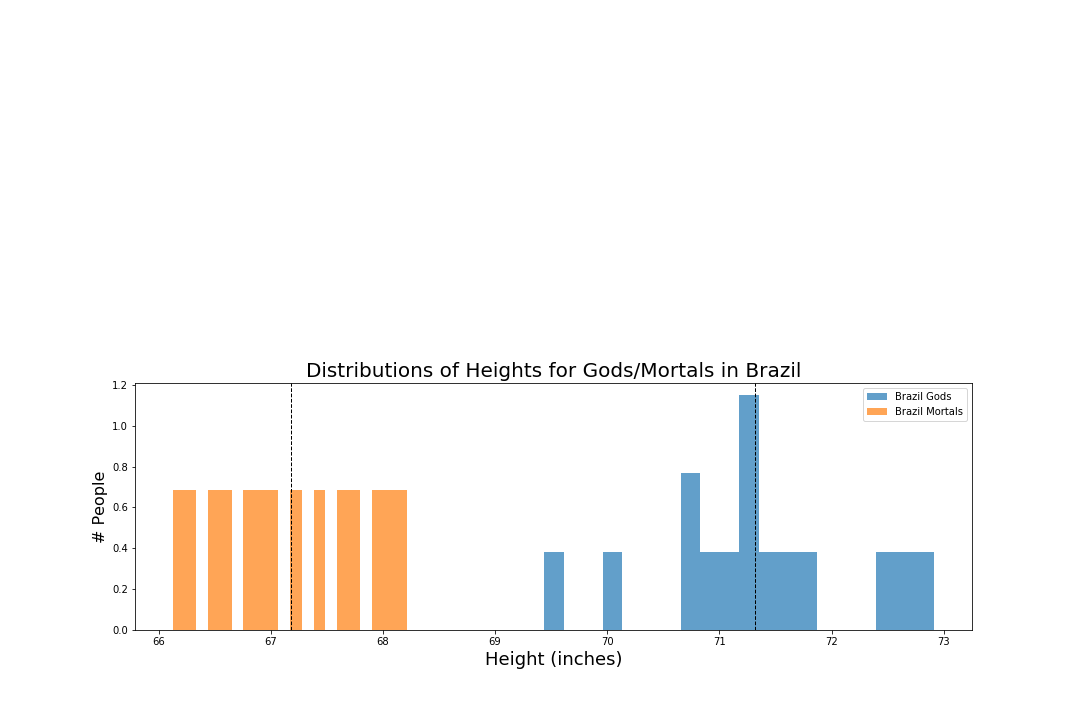 Distributions of Heights for Gods/Mortals in Brazil
1.2
1.0
0.8
0.6
0.4
0.2
0.0
# People
Brazil Gods
Brazil Mortals
66 67 68 69 70 71 72 73
Height (inches)